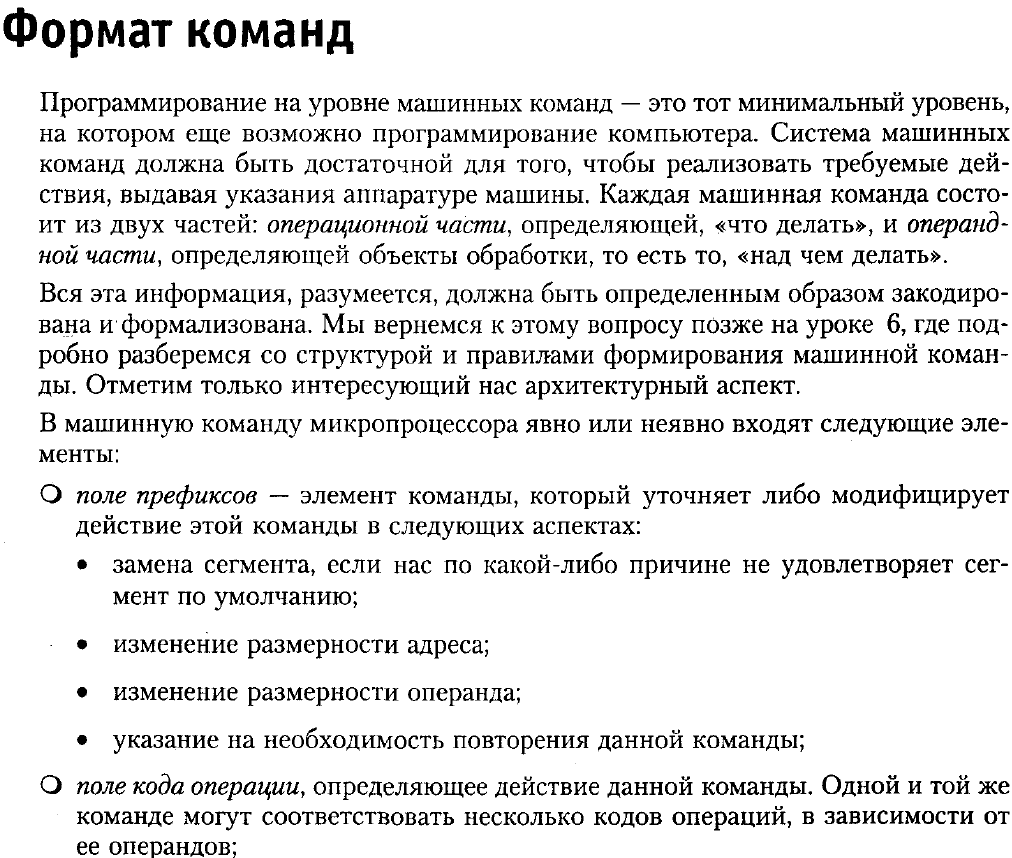 Формат команд
Программирование на уровне машинных команд — это тот минимальный уровень,
на котором еще возможно программирование компьютера. Система машинных
команд должна быть достаточной для того, чтобы реализовать требуемые дей-
ствия, выдавая указания аппаратуре машины. Каждая машинная команда состо-
ит из двух частей: операционной части, определяющей, «что делать», и операнд-
ной части, определяющей объекты обработки, то есть то, «над чем делать».
Вся эта информация, разумеется, должна быть определенным образом закодиро-
вана и формализована. Мы вернемся к этому вопросу позже на уроке 6, где под-
робно разберемся со структурой и правилами формирования машинной коман-
ды. Отметим только интересующий нас архитектурный аспект.
В машинную команду микропроцессора явно или неявно входят следующие эле-
менты:
❍ поле префиксов — элемент команды, который уточняет либо модифицирует
действие этой команды в следующих аспектах:
• замена сегмента, если нас по какой-либо причине не удовлетворяет сег-
мент по умолчанию;
• изменение размерности адреса;
• изменение размерности операнда;
• указание на необходимость повторения данной команды;
❍ поле кода операции, определяющее действие данной команды. Одной и той же
команде могут соответствовать несколько кодов операций, в зависимости от
ее операндов;